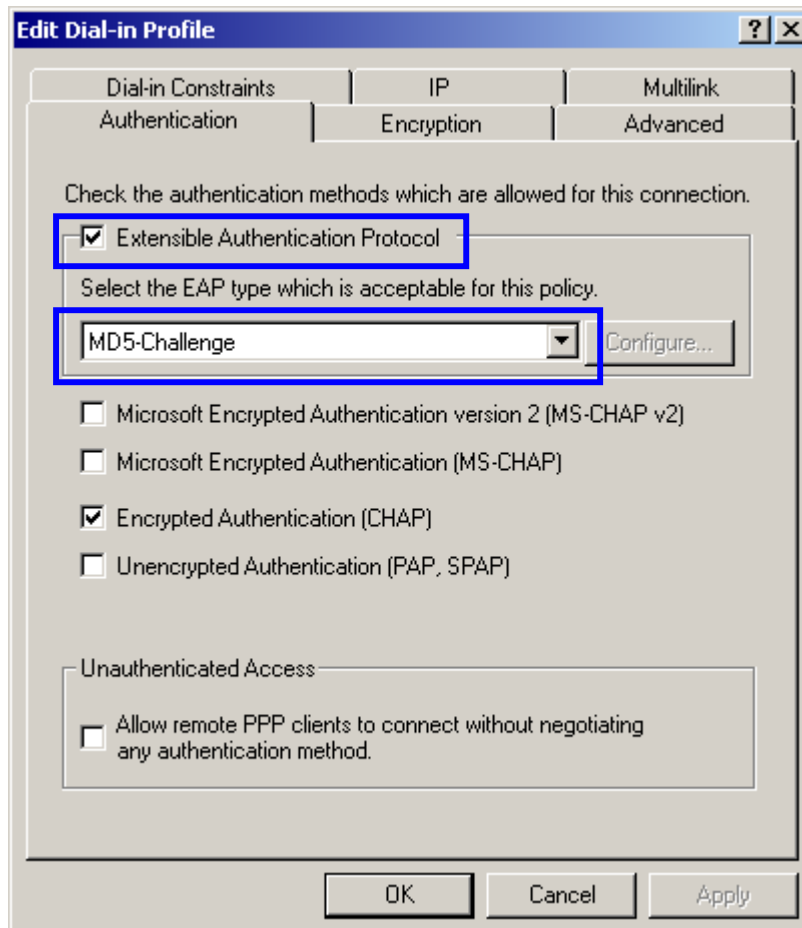 Edit Dial-in Profile
Dial-in Constraints IP Multilink
Authentication Encryption Advanced
Check the authentication methods which are allowed for this connection.
Extensible Authentication Protocol
Select the EAP type which is acceptable for this policy.
MD5-Challenge Configure...
Microsoft Encrypted Authentication version 2 (MS-CHAP v2)
Microsoft Encrypted Authentication (MS-CHAP)
Encrypted Authentication (CHAP)
Unencrypted Authentication (PAP, SPAP)
Unauthenticated Access
Allow remote PPP clients to connect without negotiating
any authentication method.
OK Cancel Apply